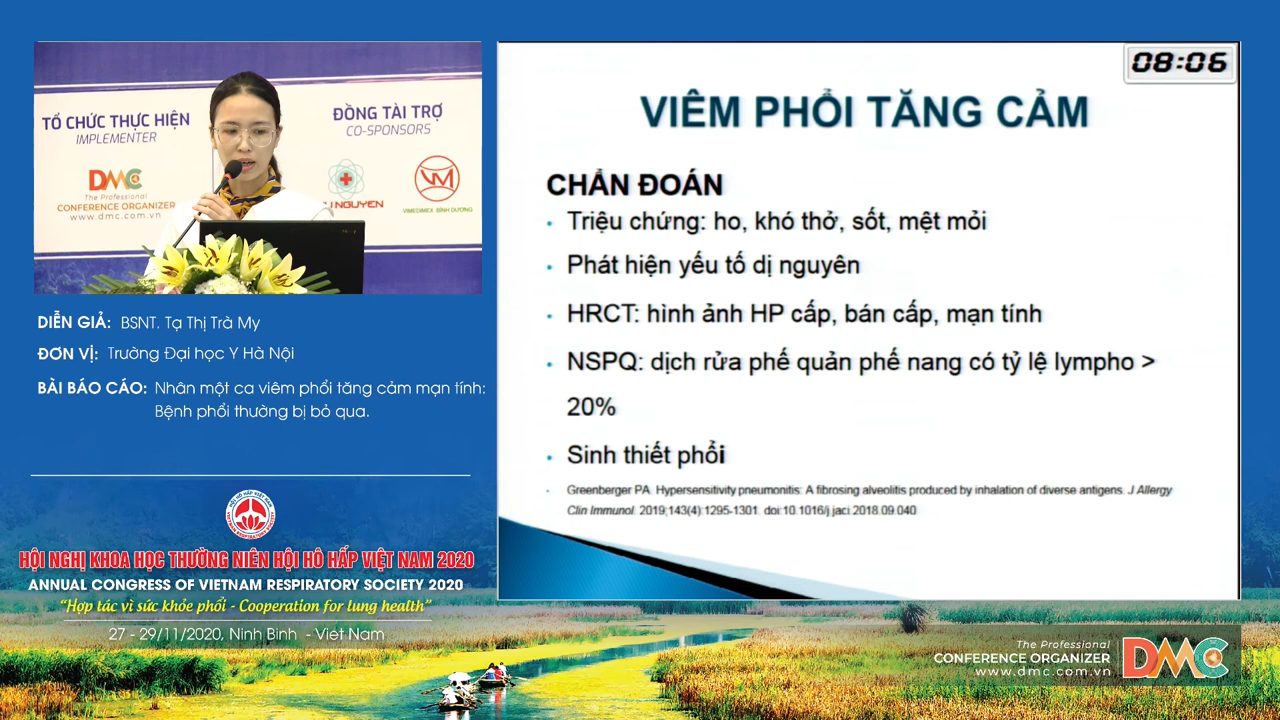 TỔ CHỨC THỰC HIỆN
IMPLEMENTER
DMC
The Professional
CONFERENCE ORGANIZER
www.dmc.com.vn
ĐỒNG TÀI TRỢ
CO-SPONSORS
NGUYEN
VIMEDIMEX BÌNH DƯƠNG
DIỄN GIẢ: BSNT. Tạ Thị Trà My
ĐƠN VỊ: Trường Đại học Y Hà Nội
BÀI BÁO CÁO: Nhân một ca viêm phổi tăng cảm mạn tính:
Bệnh phổi thường bị bỏ qua.
HỘI HÔ HẤP VIỆT NAM
VIETNAM RESPIRATORY SOCIETY
HỘI NGHỊ KHOA HỌC THƯỜNG NIÊN HỘI HÔ HẤP VIỆT NAM 2020
ANNUAL CONGRESS OF VIETNAM RESPIRATORY SOCIETY 2020
“Hợp tác vì sức khỏe phổi - Cooperation for lung health”
27 - 29/11/2020, Ninh Binh - Viet Nam
08:06
VIÊM PHỔI TĂNG CẢM
CHẨN ĐOÁN
• Triệu chứng: ho, khó thở, sốt, mệt mỏi
• Phát hiện yếu tố dị nguyên
• HRCT: hình ảnh HP cấp, bán cấp, mạn tính
• NSPQ: dịch rửa phế quản phế nang có tỷ lệ lympho >
20%
• Sinh thiết phổi
• Greenberger PA. Hypersensitivity pneumonitis: A fibrosing alveolitis produced by inhalation of diverse antigens. J Allergy
Clin Immunol. 2019;143(4):1295-1301. doi:10.1016/j.jaci.2018.09.040
The Professional
CONFERENCE ORGANIZER
www.dmc.com.vn
DMC